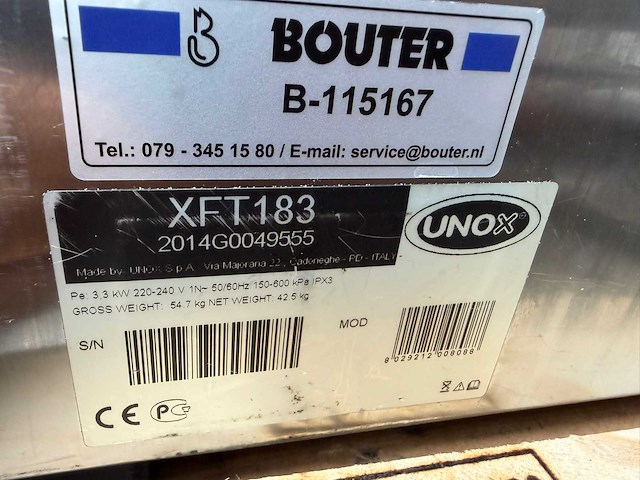 BOUTER
B-115167
Tel.: 079 - 345 15 80 / E-mail: service@bouter.nl
XFT183
2014G0049555
UNOX
Made by: UNOX S.p.A. Via Majorana 22, Cadoneghe - PD - ITALY
Pe: 3,3 kW 220-240 V 1N~ 50/60Hz 150-600 kPa IPX3
GROSS WEIGHT: 54.7 kg NET WEIGHT: 42.5 kg
S/N
MOD
8 029212 008088
CE PG